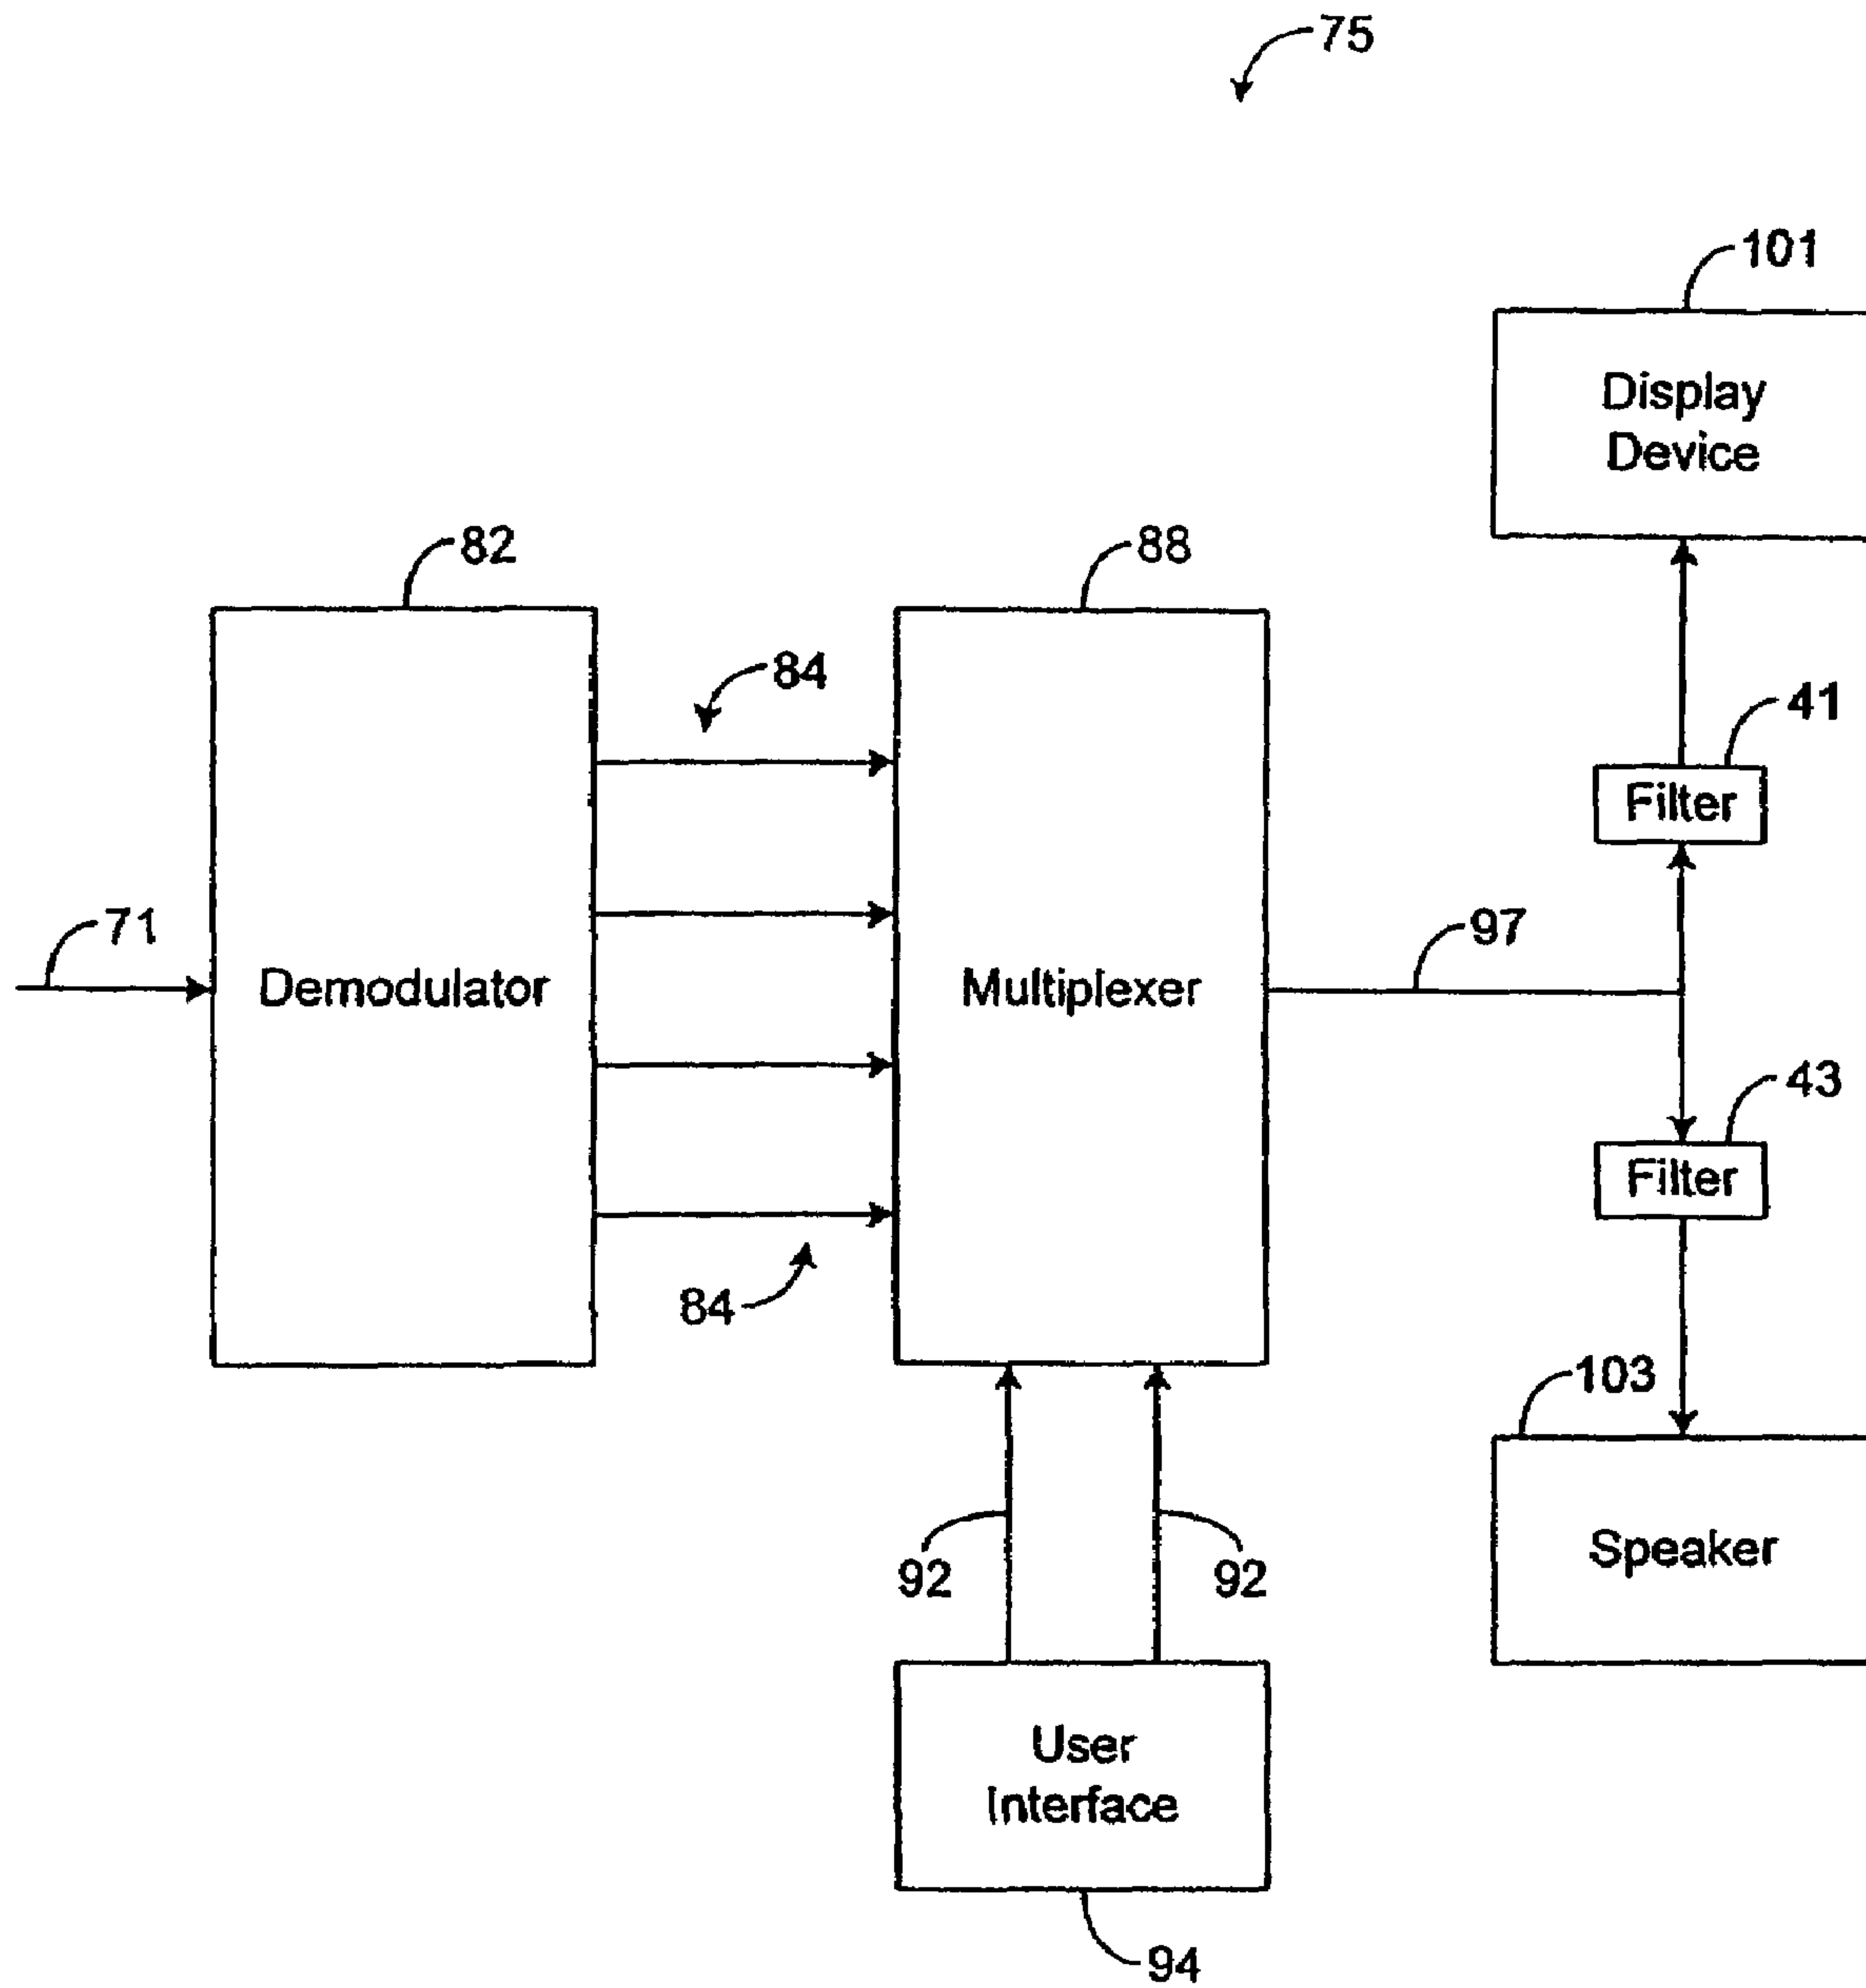 75
101
Display
Device
82
88
84
41
Filter
71
97
Demodulator
Multiplexer
43
Filter
84
103
92
92
Speaker
User
Interface
94